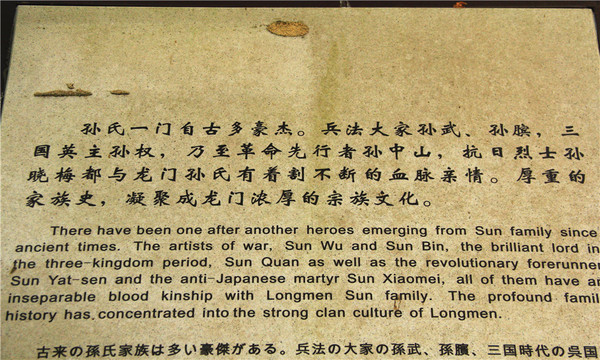 孙氏一门自古多豪杰。兵法大家孙武、孙膑，三
国英主孙权，乃至革命先行者孙中山，抗日烈士孙
晓梅都与龙门孙氏有着割不断的血脉亲情。厚重的
家族史，凝聚成龙门浓厚的宗族文化。
There have been one after another heroes emerging from Sun family since
ancient times. The artists of war, Sun Wu and Sun Bin, the brilliant lord in
the three-kingdom period, Sun Quan as well as the revolutionary forerunner
Sun Yat-sen and the anti-Japanese martyr Sun Xiaomei, all of them have an
inseparable blood kinship with Longmen Sun family. The profound famil
history has concentrated into the strong clan culture of Longmen.
古来の孫氏家族は多い豪傑がある。兵法の大家の孫武、孫臏、三国時代の呉国